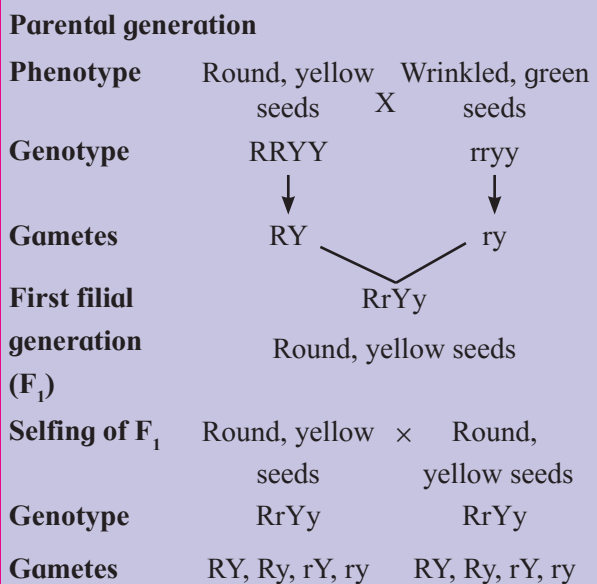 Parental generation
Phenotype Round, yellow seeds X Wrinkled, green seeds
Genotype RRYY rryy
Gametes RY ry
First filial generation (F₁) RrYy
Round, yellow seeds
Selfing of F₁ Round, yellow seeds × Round, yellow seeds
Genotype RrYy RrYy
Gametes RY, Ry, rY, ry RY, Ry, rY, ry